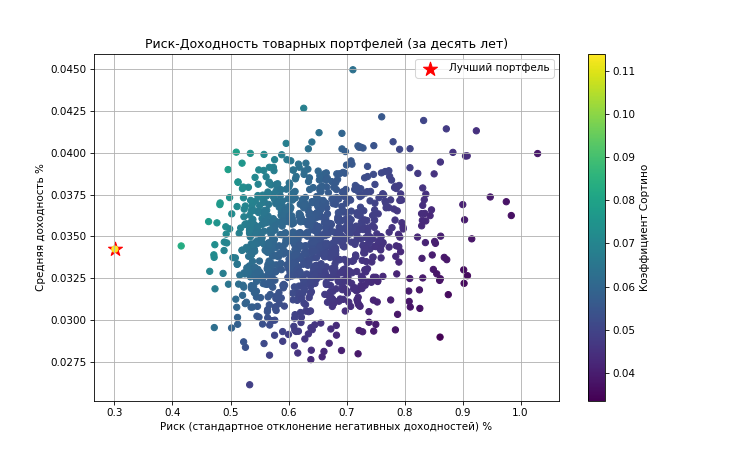 Риск-Доходность товарных портфелей (за десять лет)
Лучший портфель
Средняя доходность %
0.0450
0.0425
0.0400
0.0375
0.0350
0.0325
0.0300
0.0275
0.3 0.4 0.5 0.6 0.7 0.8 0.9 1.0
Риск (стандартное отклонение негативных доходностей) %
0.11
0.10
0.09
0.08
0.07
0.06
0.05
0.04
Коэффициент Сортино